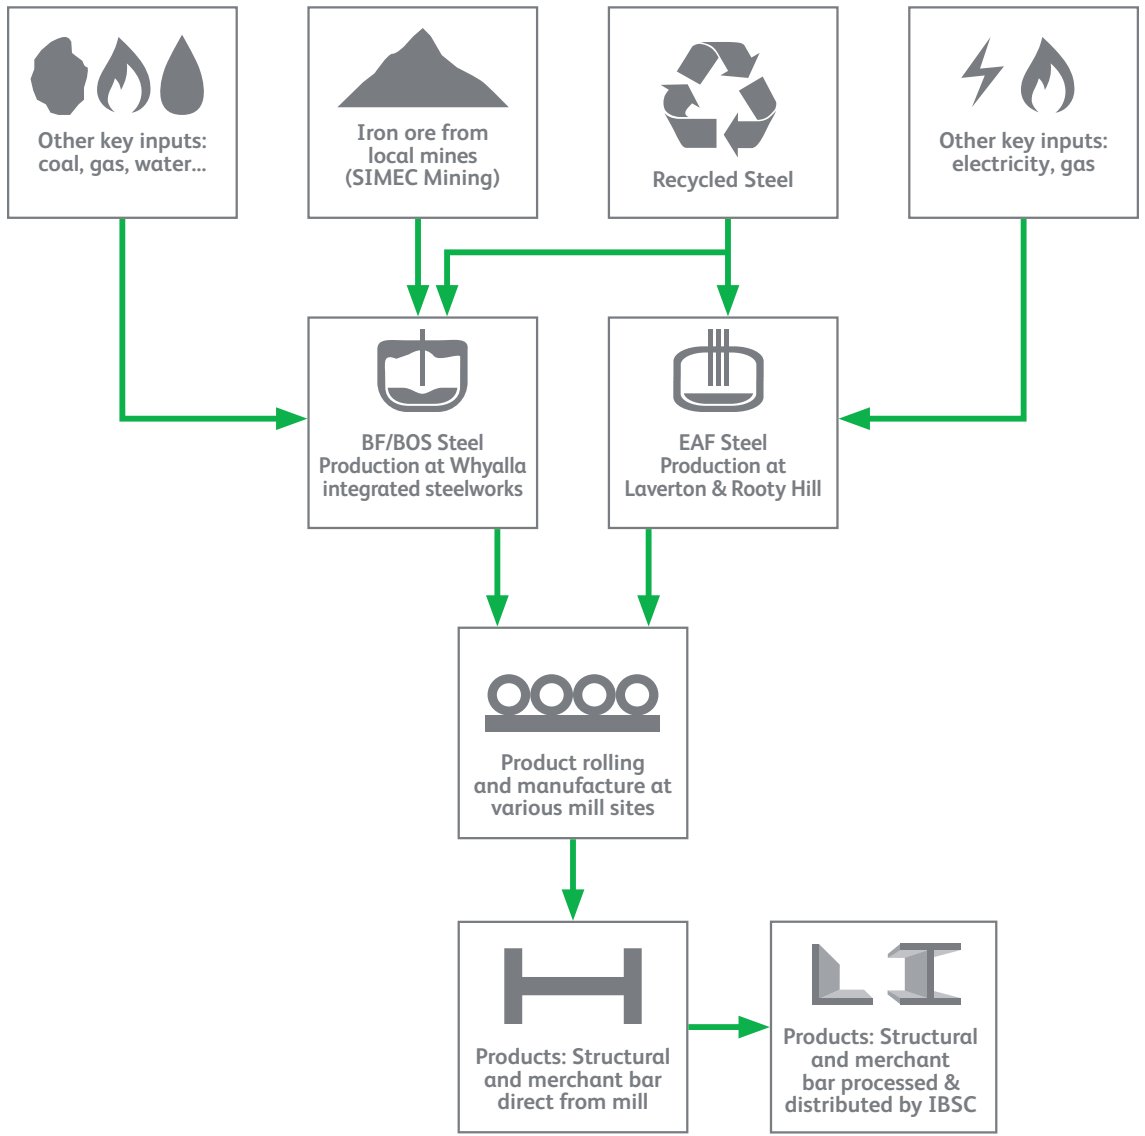 Other key inputs:
coal, gas, water...
Iron ore from
local mines
(SIMEC Mining)
Recycled Steel
Other key inputs:
electricity, gas
BF/BOS Steel
Production at Whyalla
integrated steelworks
EAF Steel
Production at
Laverton & Rooty Hill
Product rolling
and manufacture at
various mill sites
Products: Structural
and merchant bar
direct from mill
Products: Structural
and merchant
bar processed &
distributed by IBSC